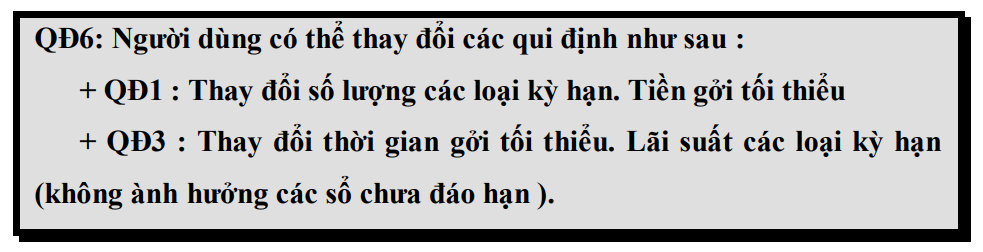 QĐ6: Người dùng có thể thay đổi các qui định như sau :
+ QĐ1 : Thay đổi số lượng các loại kỳ hạn. Tiền gởi tối thiểu
+ QĐ3 : Thay đổi thời gian gởi tối thiểu. Lãi suất các loại kỳ hạn
(không ành hưởng các sổ chưa đáo hạn ).